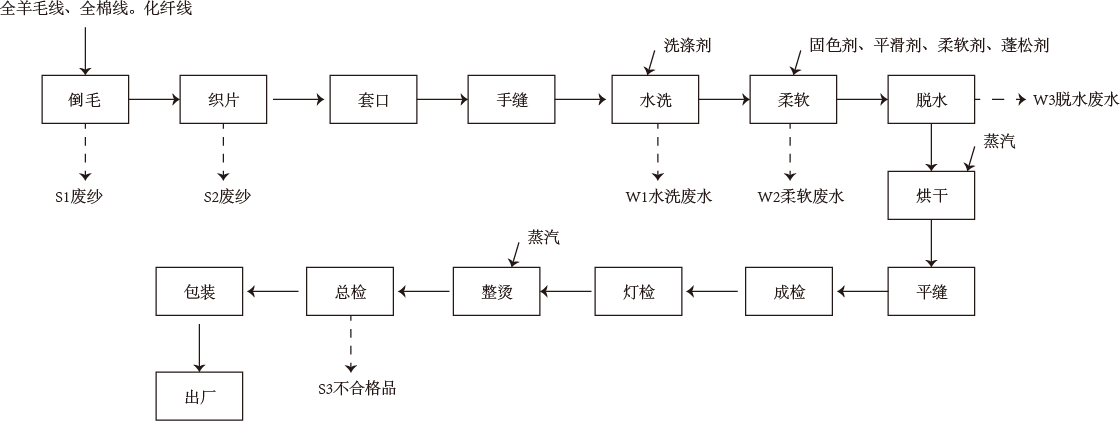 全羊毛线、全棉线。化纤线
洗涤剂
固色剂、平滑剂、柔软剂、蓬松剂
倒毛
织片
套口
手缝
水洗
柔软
脱水
W3脱水废水
蒸汽
S1废纱
S2废纱
W1水洗废水
W2柔软废水
烘干
蒸汽
包装
总检
整烫
灯检
成检
平缝
S3不合格品
出厂